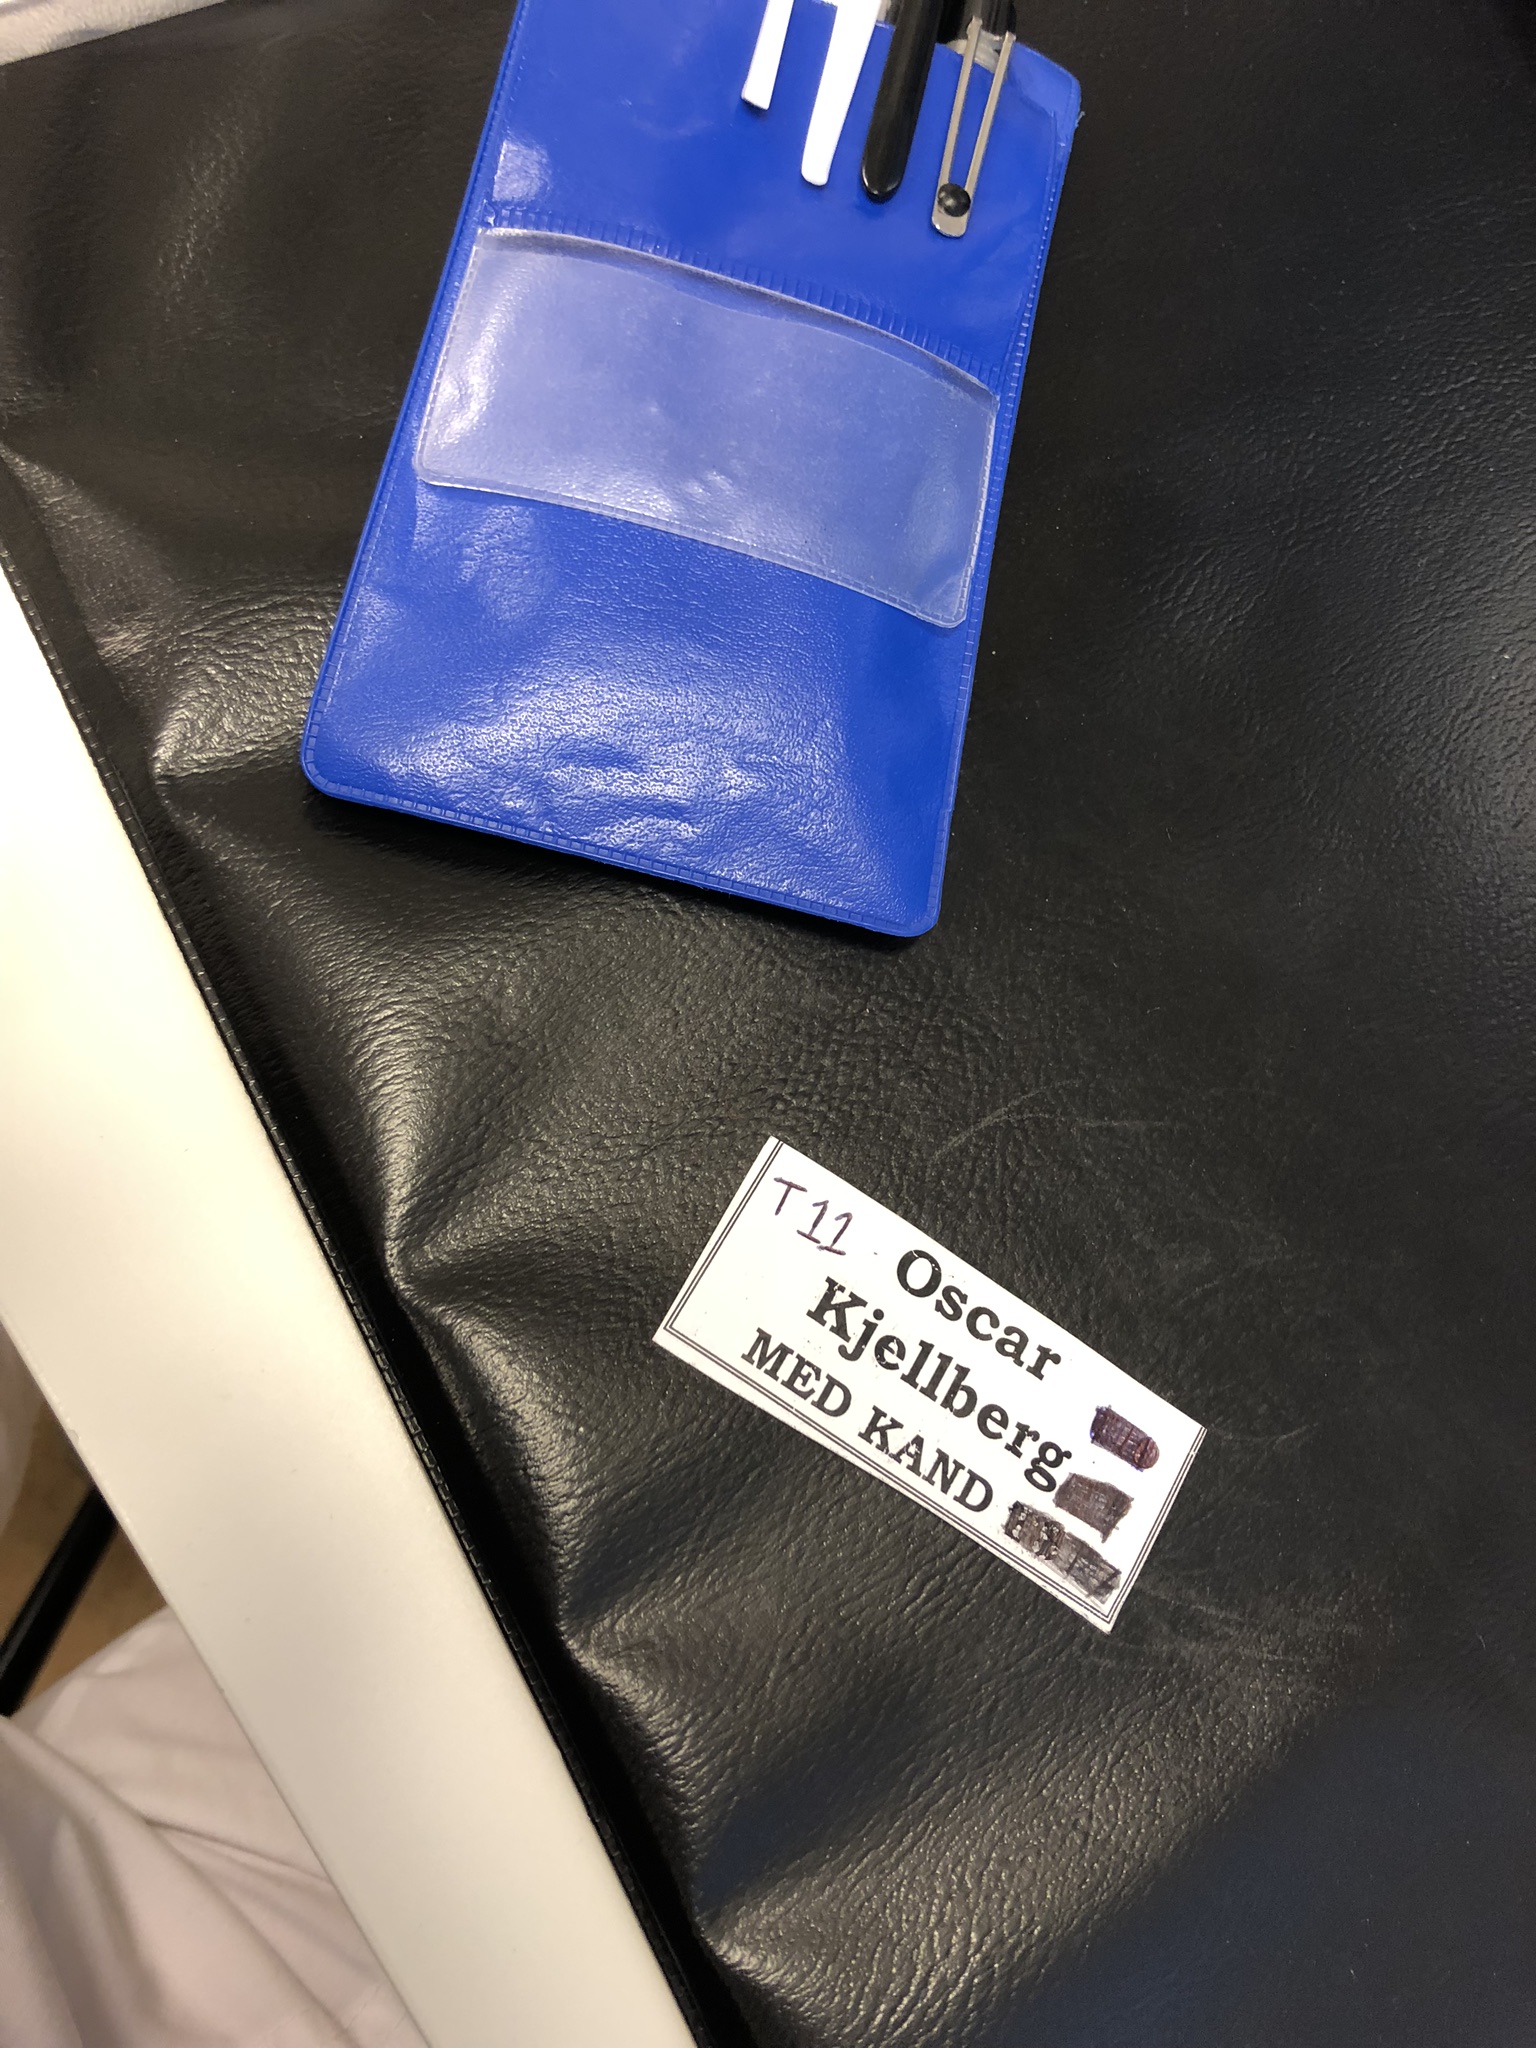 T11
Oscar
Kjellberg
MED KAND